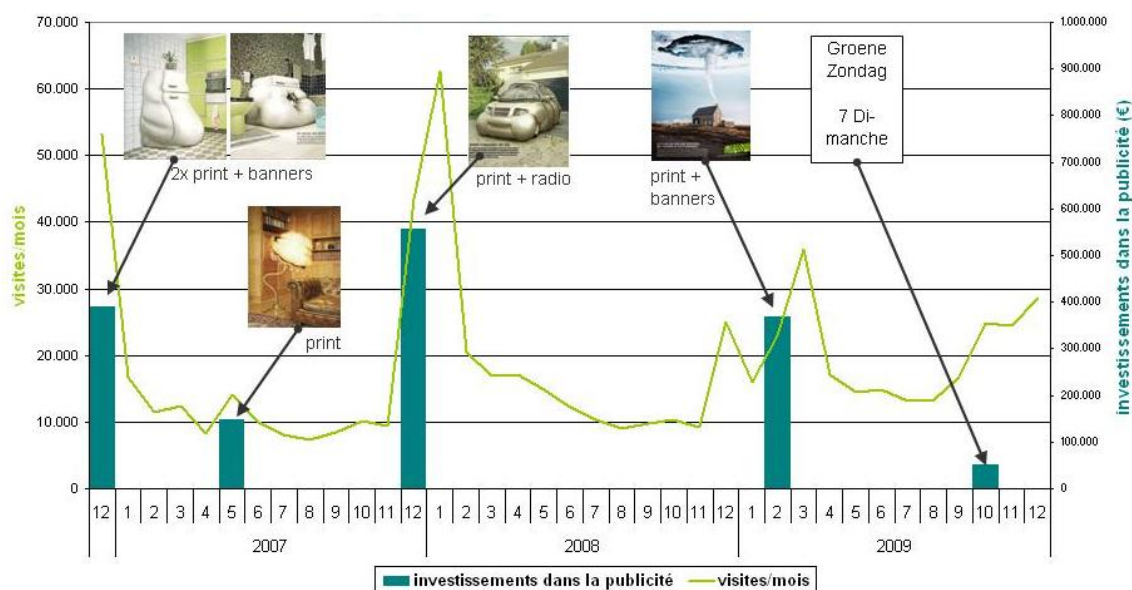 70.000
60.000
50.000
40.000
30.000
20.000
10.000
0
visites/mois
1.000.000
900.000
800.000
700.000
600.000
500.000
400.000
300.000
200.000
100.000
0
investissements dans la publicité (€)
2x print + banners
print
print + radio
print +
banners
Groene
Zondag
7 Di-
manche
12 1 2 3 4 5 6 7 8 9 10 11 12 1 2 3 4 5 6 7 8 9 10 11 12 1 2 3 4 5 6 7 8 9 10 11 12
2007 2008 2009
investissements dans la publicité visites/mois